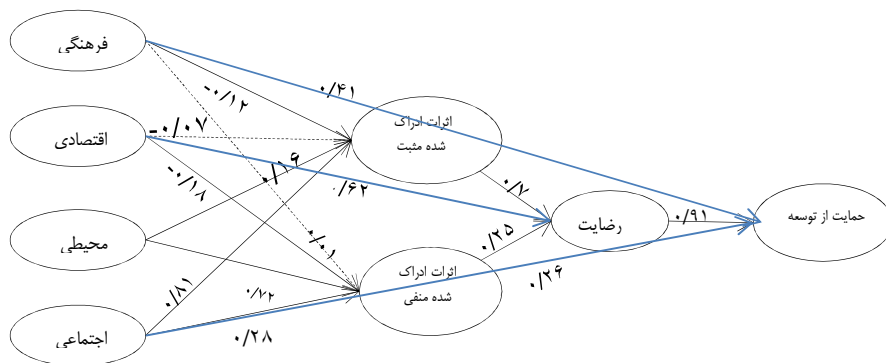 فرهنگی
۰/۴۱
-۰/۱۲
اثرات ادراک
شده مثبت
اقتصادی
-۰/۰۷
۰/۱۶
-۰/۱۸
۰/۶۲
۰/۷
رضایت
۰/۹۱
حمایت از توسعه
محیطی
۰/۰۱
۰/۲۵
اثرات ادراک
شده منفی
۰/۸۱
۰/۷۲
۰/۲۶
اجتماعی
۰/۲۸